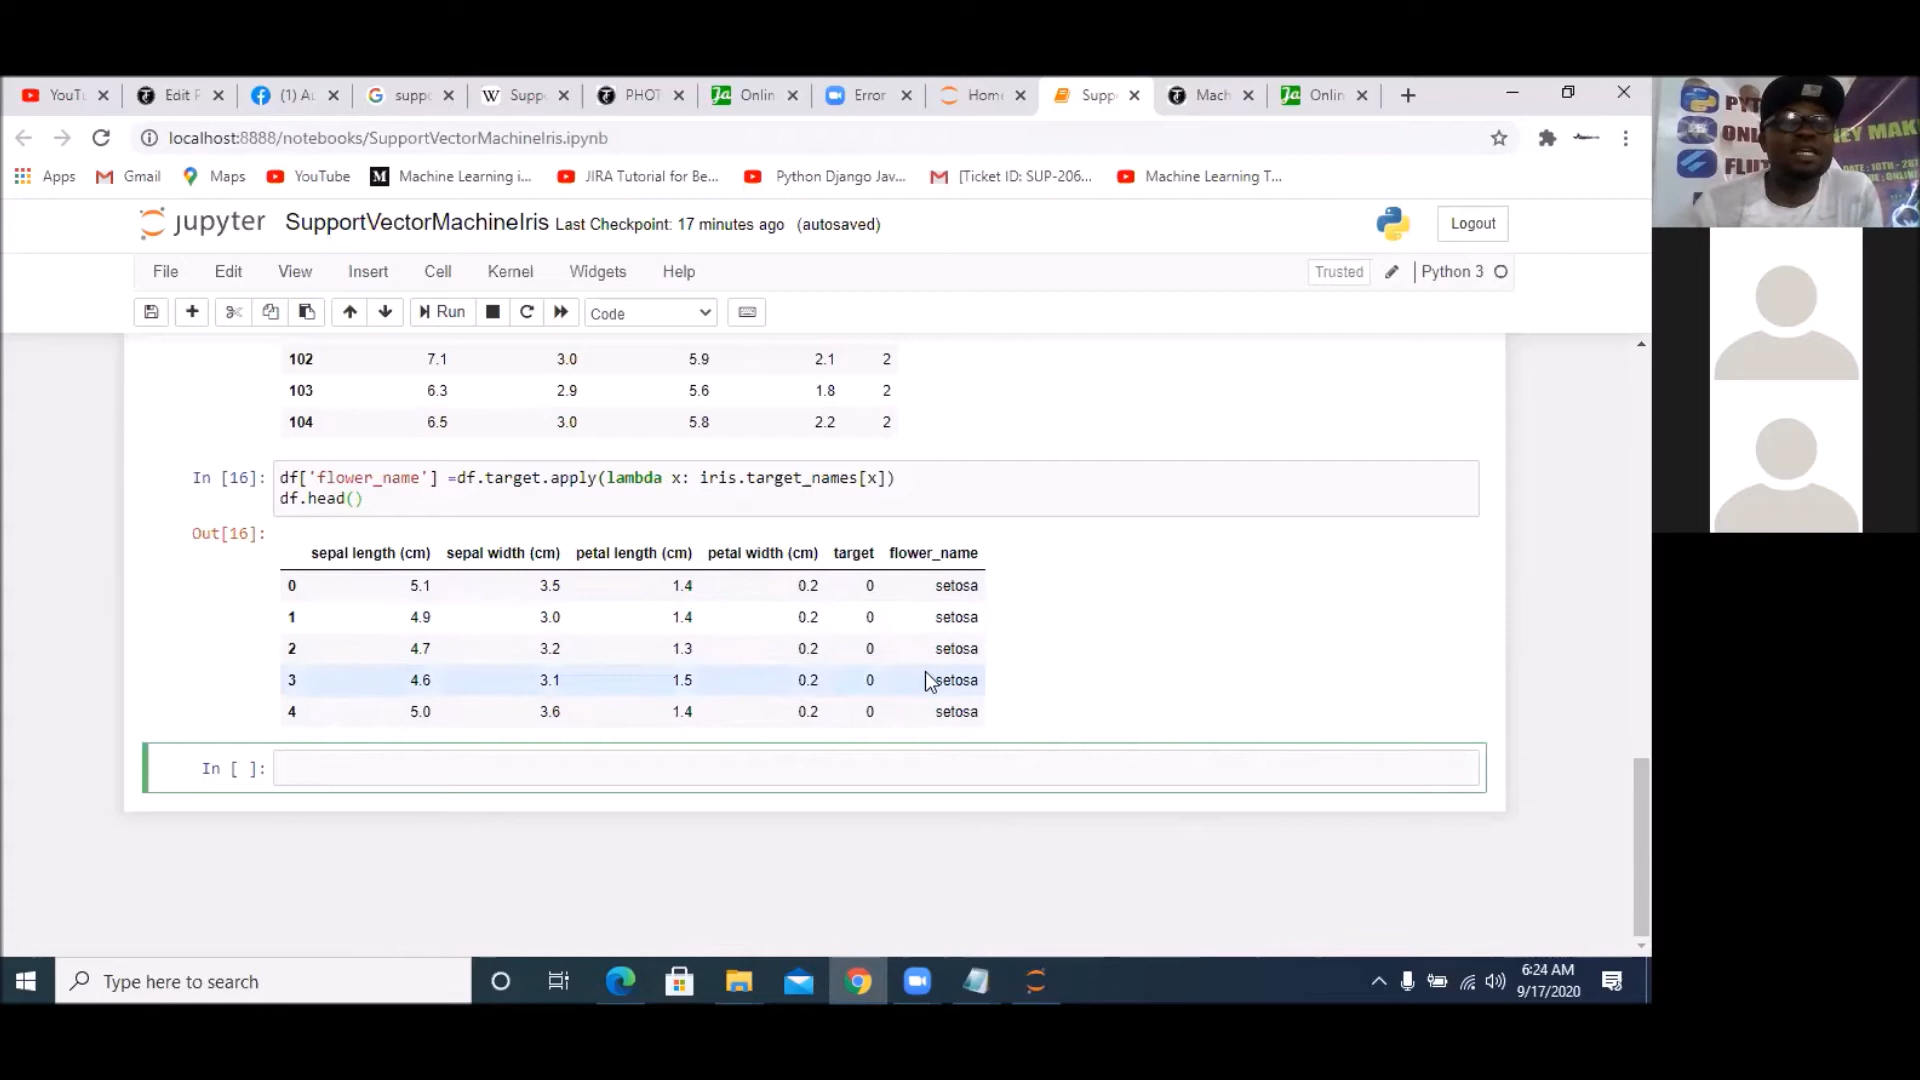 YouTu
Edit P
(1) Au
suppo
Suppo
PHOT
Onlin
Error
Home
Suppo
Mach
Onlin
localhost:8888/notebooks/SupportVectorMachineIris.ipynb
Apps Gmail Maps YouTube Machine Learning i... JIRA Tutorial for Be... Python Django Jav... [Ticket ID: SUP-206... Machine Learning T...
jupyter SupportVectorMachineIris Last Checkpoint: 17 minutes ago (autosaved) Logout
File Edit View Insert Cell Kernel Widgets Help Trusted Python 3
Run Code
102 7.1 3.0 5.9 2.1 2
103 6.3 2.9 5.6 1.8 2
104 6.5 3.0 5.8 2.2 2
In [16]: df['flower_name'] =df.target.apply(lambda x: iris.target_names[x])
df.head()
Out[16]:
sepal length (cm) sepal width (cm) petal length (cm) petal width (cm) target flower_name
0 5.1 3.5 1.4 0.2 0 setosa
1 4.9 3.0 1.4 0.2 0 setosa
2 4.7 3.2 1.3 0.2 0 setosa
3 4.6 3.1 1.5 0.2 0 setosa
4 5.0 3.6 1.4 0.2 0 setosa
In [ ]:
Type here to search
6:24 AM
9/17/2020